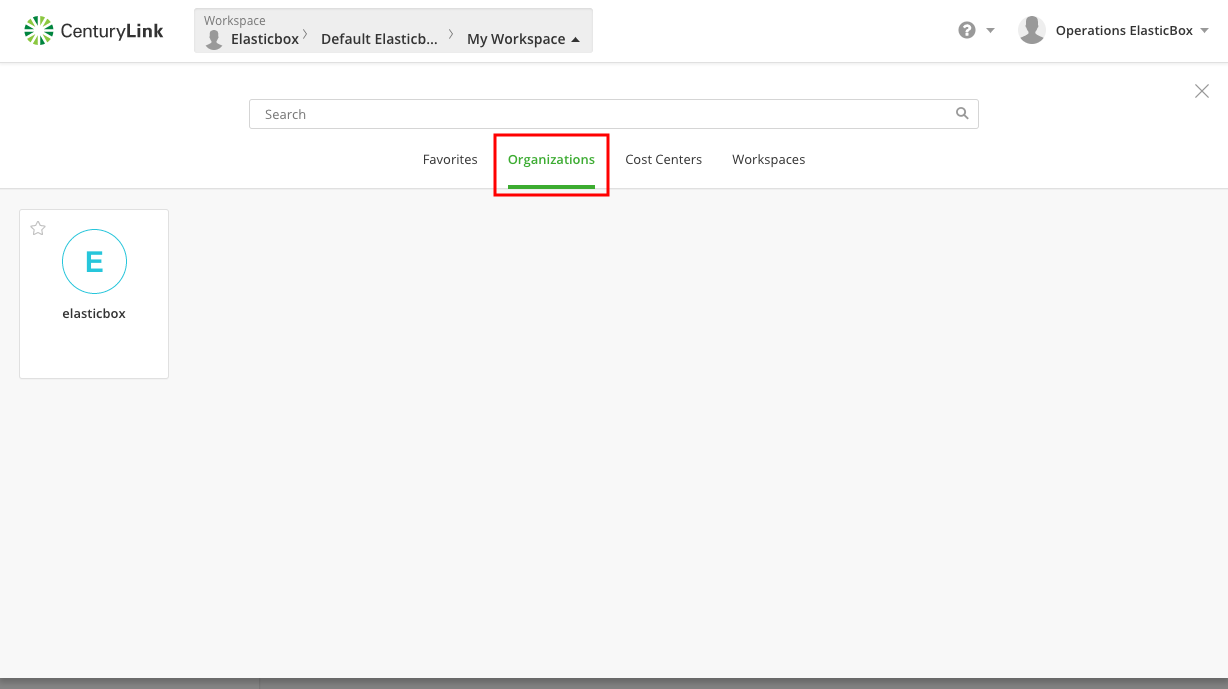 CenturyLink
Workspace
Elasticbox Default Elasticb... My Workspace
? Operations ElasticBox
Search
Favorites Organizations Cost Centers Workspaces
E
elasticbox